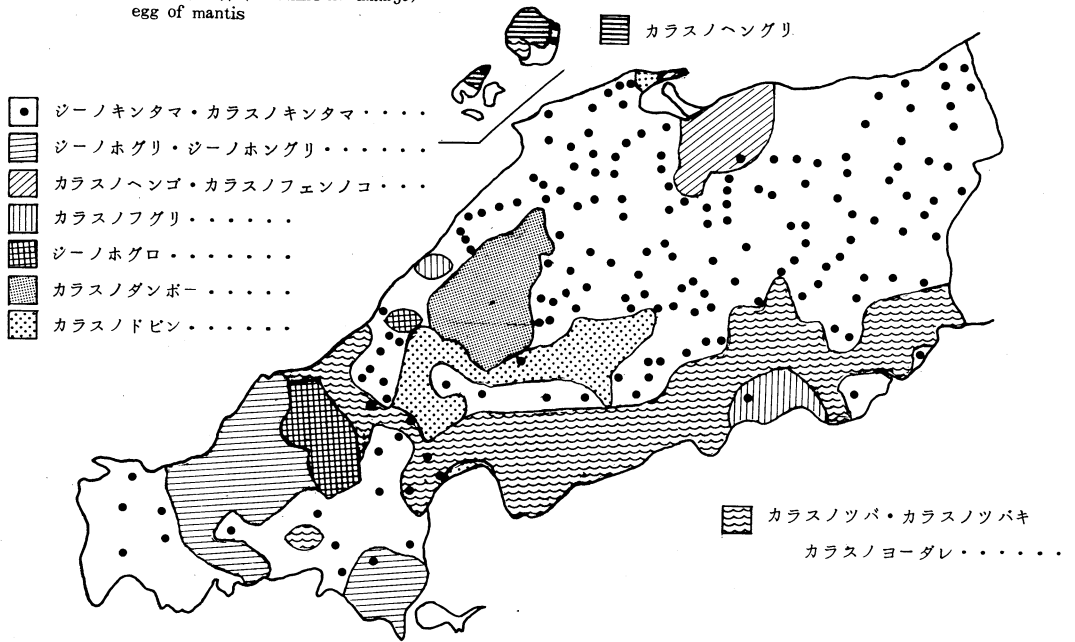 egg of mantis
カラスノヘングリ
ジーノキンタマ・カラスノキンタマ・・・・
ジーノホグリ・ジーノホングリ・・・・・・
カラスノヘンゴ・カラスノフェンノコ・・・
カラスノフグリ・・・・・・
ジーノホグロ・・・・・・・
カラスノダンボー・・・・・
カラスノドビン・・・・・・
カラスノツバ・カラスノツバキ
カラスノヨーダレ・・・・・・